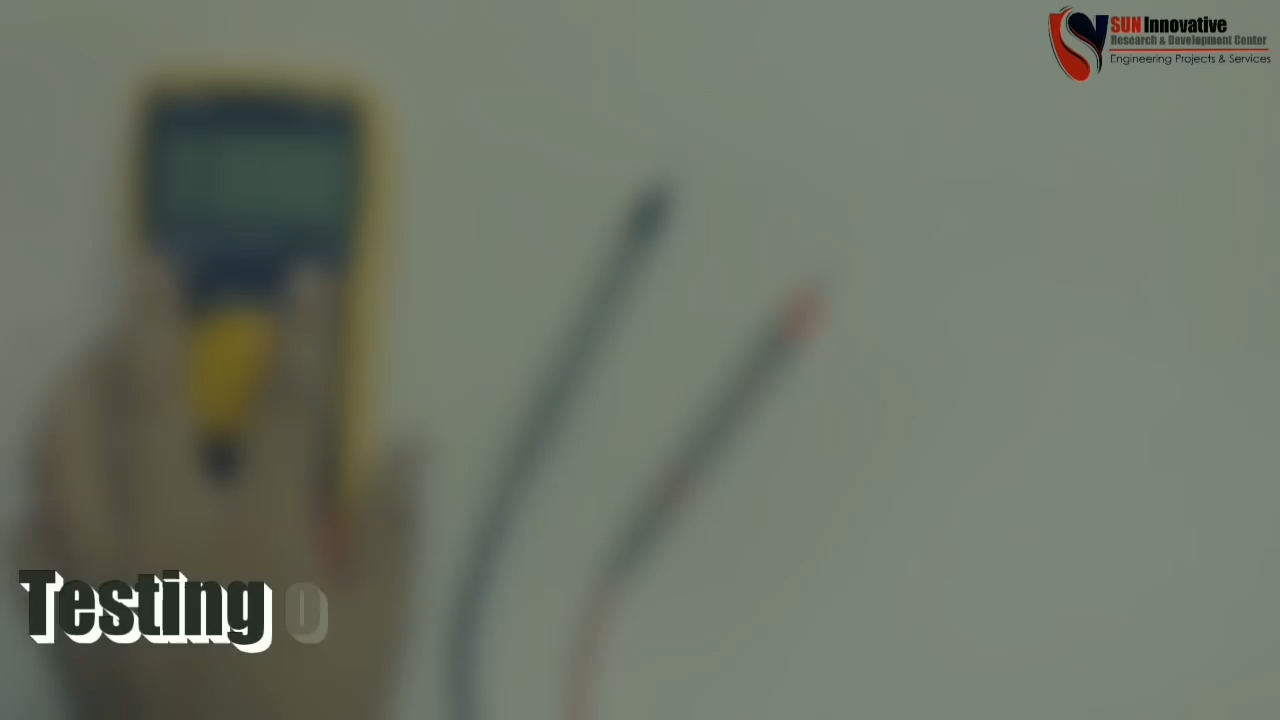 SUN Innovative
Research & Development Center
Engineering Projects & Services
Testing o